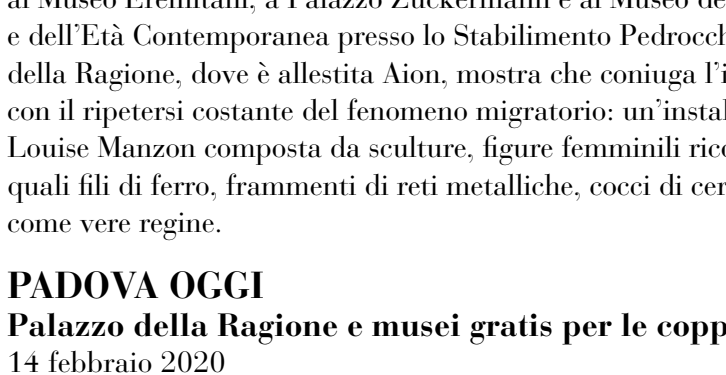 al Museo Eremitani, a Palazzo Zuckermann e al Museo de
e dell’Età Contemporanea presso lo Stabilimento Pedrocch
della Ragione, dove è allestita Aion, mostra che coniuga l’i
con il ripetersi costante del fenomeno migratorio: un’instal
Louise Manzon composta da sculture, figure femminili rico
quali fili di ferro, frammenti di reti metalliche, cocci di cer
come vere regine.
PADOVA OGGI
Palazzo della Ragione e musei gratis per le copp
14 febbraio 2020